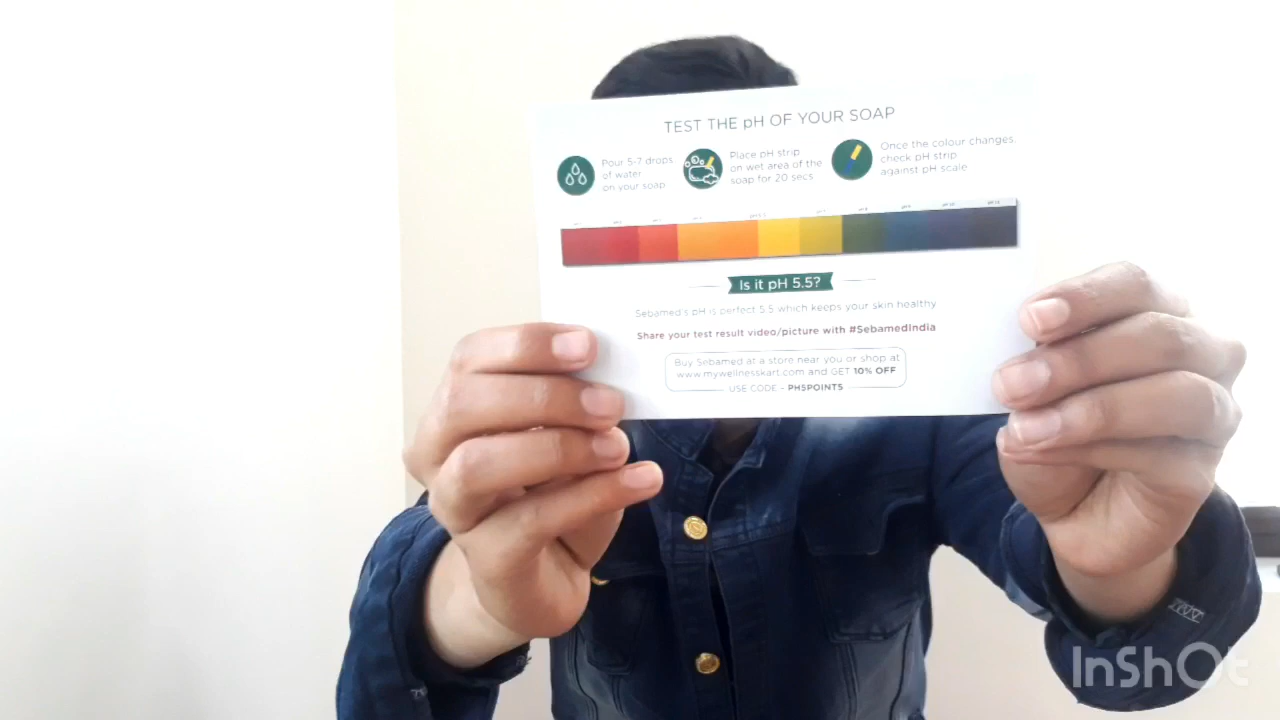 TEST THE pH OF YOUR SOAP
Pour 5-7 drops
of water
on your soap
Place pH strip
on wet area of the
soap for 20 secs
Once the colour changes,
check pH strip
against pH scale
Is it pH 5.5?
Sebamed's pH is perfect 5.5 which keeps your skin healthy
Share your test result video/picture with #SebamedIndia
Buy Sebamed at a store near you or shop at
www.mywellnesskart.com and GET 10% OFF
USE CODE - PH5POINT5
InShOt